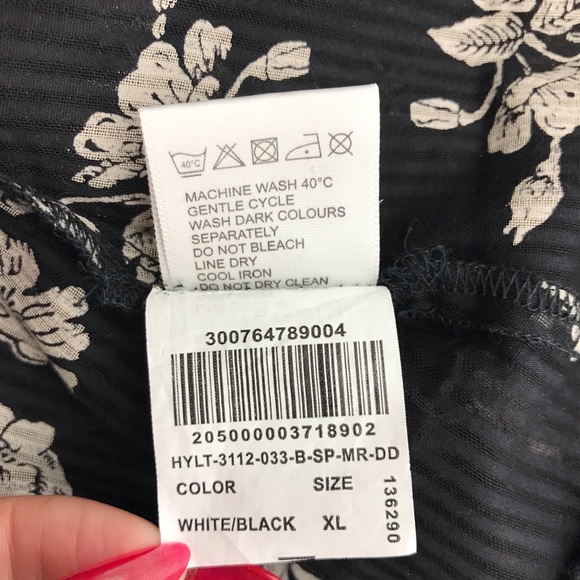 40°C
MACHINE WASH 40°C
GENTLE CYCLE
WASH DARK COLOURS
SEPARATELY
DO NOT BLEACH
LINE DRY
COOL IRON
DO NOT DRY CLEAN
300764789004
205000003718902
HYLT-3112-033-B-SP-MR-DD
COLOR SIZE
WHITE/BLACK XL
136290